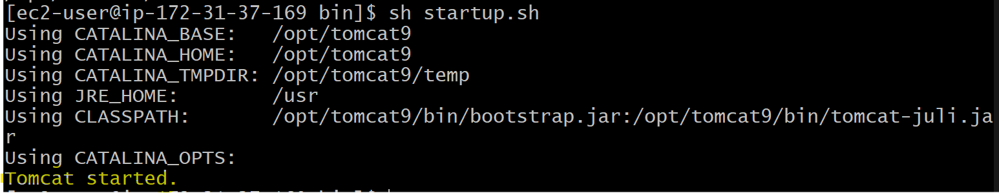 [ec2-user@ip-172-31-37-169 bin]$ sh startup.sh
Using CATALINA_BASE:   /opt/tomcat9
Using CATALINA_HOME:   /opt/tomcat9
Using CATALINA_TMPDIR: /opt/tomcat9/temp
Using JRE_HOME:        /usr
Using CLASSPATH:       /opt/tomcat9/bin/bootstrap.jar:/opt/tomcat9/bin/tomcat-juli.ja
r
Using CATALINA_OPTS:
Tomcat started.